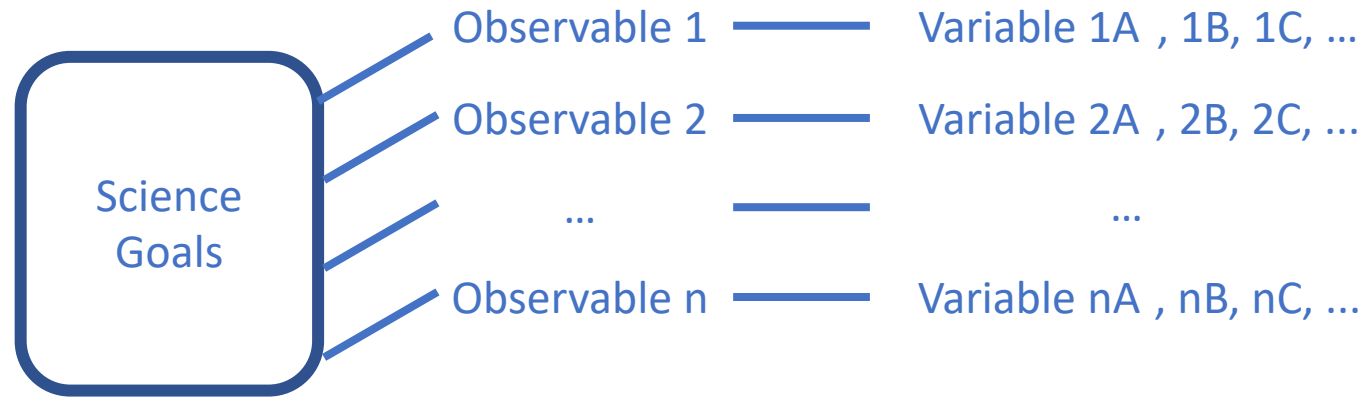 Science
Goals
Observable 1
Variable 1A , 1B, 1C, ...
Observable 2
Variable 2A , 2B, 2C, ...
...
...
Observable n
Variable nA , nB, nC, ...